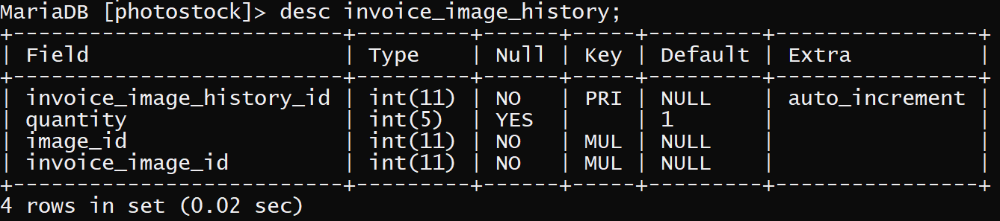 MariaDB [photostock]> desc invoice_image_history;
+--------------------------+---------+------+-----+---------+----------------+
| Field                    | Type    | Null | Key | Default | Extra          |
+--------------------------+---------+------+-----+---------+----------------+
| invoice_image_history_id | int(11) | NO   | PRI | NULL    | auto_increment |
| quantity                 | int(5)  | YES  |     | 1       |                |
| image_id                 | int(11) | NO   | MUL | NULL    |                |
| invoice_image_id         | int(11) | NO   | MUL | NULL    |                |
+--------------------------+---------+------+-----+---------+----------------+
4 rows in set (0.02 sec)